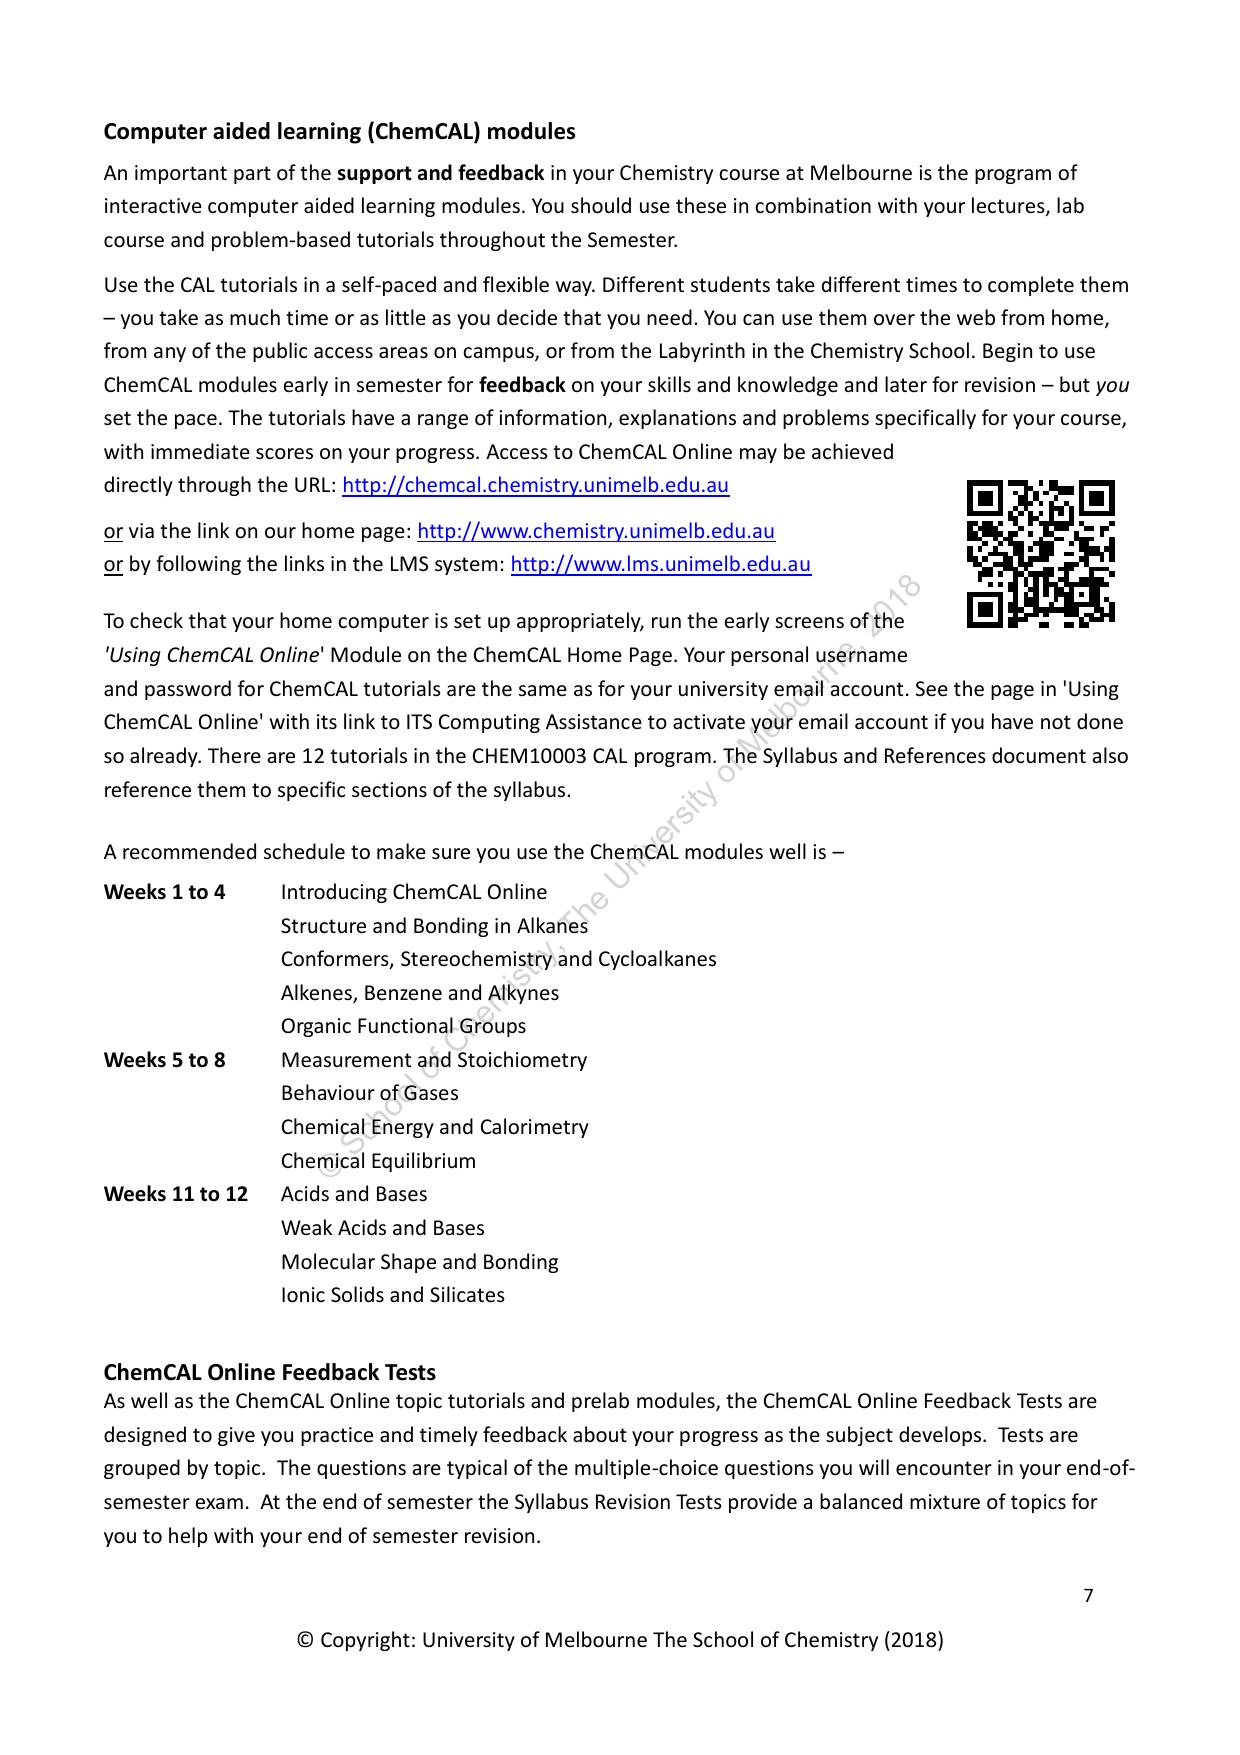 Computer aided learning (ChemCAL) modules
An important part of the support and feedback in your Chemistry course at Melbourne is the program of
interactive computer aided learning modules. You should use these in combination with your lectures, lab
course and problem-based tutorials throughout the Semester.
Use the CAL tutorials in a self-paced and flexible way. Different students take different times to complete them
– you take as much time or as little as you decide that you need. You can use them over the web from home,
from any of the public access areas on campus, or from the Labyrinth in the Chemistry School. Begin to use
ChemCAL modules early in semester for feedback on your skills and knowledge and later for revision – but you
set the pace. The tutorials have a range of information, explanations and problems specifically for your course,
with immediate scores on your progress. Access to ChemCAL Online may be achieved
directly through the URL: http://chemcal.chemistry.unimelb.edu.au
or via the link on our home page: http://www.chemistry.unimelb.edu.au
or by following the links in the LMS system: http://www.lms.unimelb.edu.au
To check that your home computer is set up appropriately, run the early screens of the
'Using ChemCAL Online' Module on the ChemCAL Home Page. Your personal username
and password for ChemCAL tutorials are the same as for your university email account. See the page in 'Using
ChemCAL Online' with its link to ITS Computing Assistance to activate your email account if you have not done
so already. There are 12 tutorials in the CHEM10003 CAL program. The Syllabus and References document also
reference them to specific sections of the syllabus.
A recommended schedule to make sure you use the ChemCAL modules well is –
Weeks 1 to 4 Introducing ChemCAL Online
Structure and Bonding in Alkanes
Conformers, Stereochemistry and Cycloalkanes
Alkenes, Benzene and Alkynes
Organic Functional Groups
Weeks 5 to 8 Measurement and Stoichiometry
Behaviour of Gases
Chemical Energy and Calorimetry
Chemical Equilibrium
Weeks 11 to 12 Acids and Bases
Weak Acids and Bases
Molecular Shape and Bonding
Ionic Solids and Silicates
© School of Chemistry, The University of Melbourne, 2018
ChemCAL Online Feedback Tests
As well as the ChemCAL Online topic tutorials and prelab modules, the ChemCAL Online Feedback Tests are
designed to give you practice and timely feedback about your progress as the subject develops.  Tests are
grouped by topic.  The questions are typical of the multiple-choice questions you will encounter in your end-of-
semester exam.  At the end of semester the Syllabus Revision Tests provide a balanced mixture of topics for
you to help with your end of semester revision.
7
© Copyright: University of Melbourne The School of Chemistry (2018)